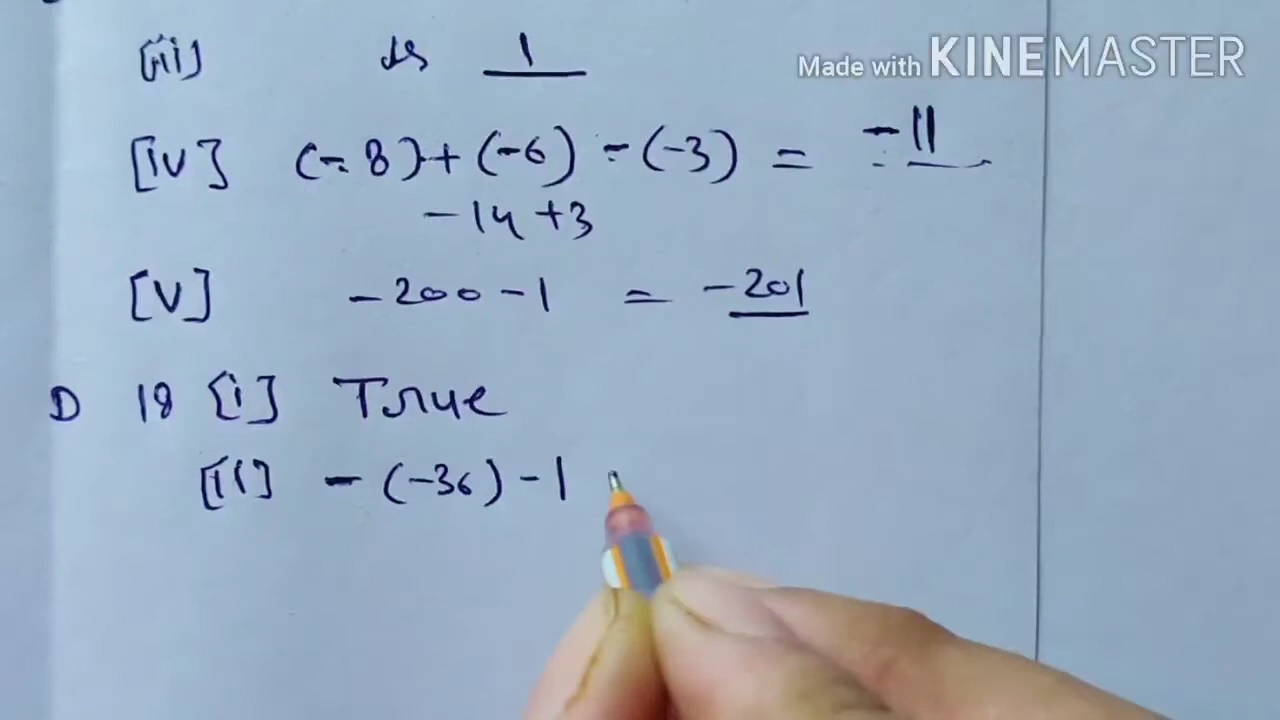 [iii] is 1
Made with KINEMASTER
[iv] (-8)+(-6)-(-3) = -11
-14+3
[V] -200-1 = -201
D 18 [i] True
[ii] -(-36)-1